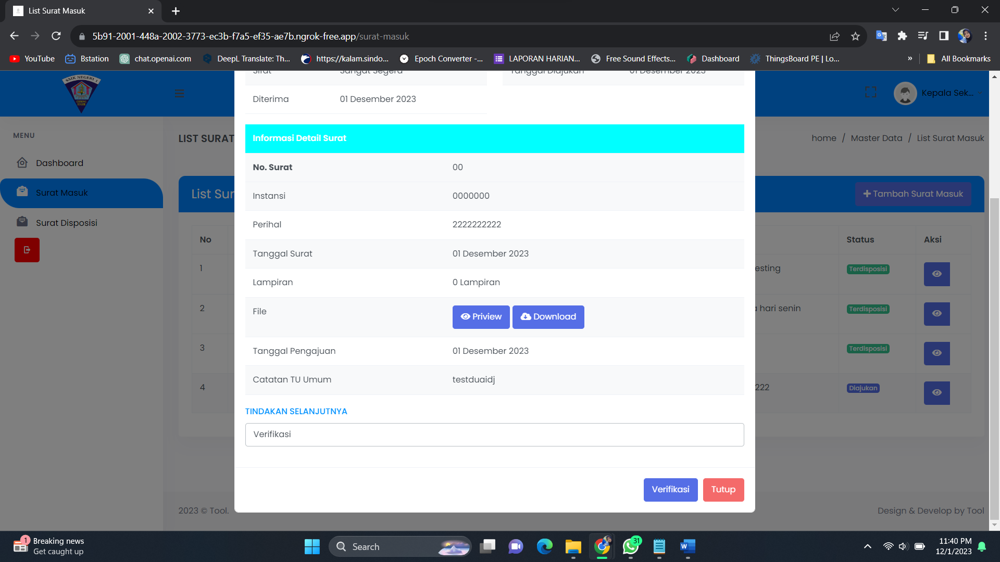 List Surat Masuk
5b91-2001-448a-2002-3773-ec3b-f7a5-ef35-ae7b.ngrok-free.app/surat-masuk
YouTube
Bstation
chat.openai.com
DeepL Translate: Th...
https://kalam.sindo...
Epoch Converter -...
LAPORAN HARIAN...
Free Sound Effects...
Dashboard
ThingsBoard PE | Lo...
»
All Bookmarks
SMK NEGERI 1
CIBINONG
BOGOR
Kepala Sek...
MENU
Dashboard
Surat Masuk
Surat Disposisi
LIST SURAT
home / Master Data / List Surat Masuk
List Sur
Tambah Surat Masuk
No
Status
Aksi
1
esting
Terdisposisi
2
a hari senin
Terdisposisi
3
Terdisposisi
4
222
Diajukan
Sifat
Sangat Segera
Tanggal Diajukan
01 Desember 2023
Diterima
01 Desember 2023
Informasi Detail Surat
No. Surat
00
Instansi
0000000
Perihal
2222222222
Tanggal Surat
01 Desember 2023
Lampiran
0 Lampiran
File
Priview
Download
Tanggal Pengajuan
01 Desember 2023
Catatan TU Umum
testduaidj
TINDAKAN SELANJUTNYA
Verifikasi
Verifikasi
Tutup
2023 © Tool.
Design & Develop by Tool
1
Breaking news
Get caught up
Search
31
11:40 PM
12/1/2023